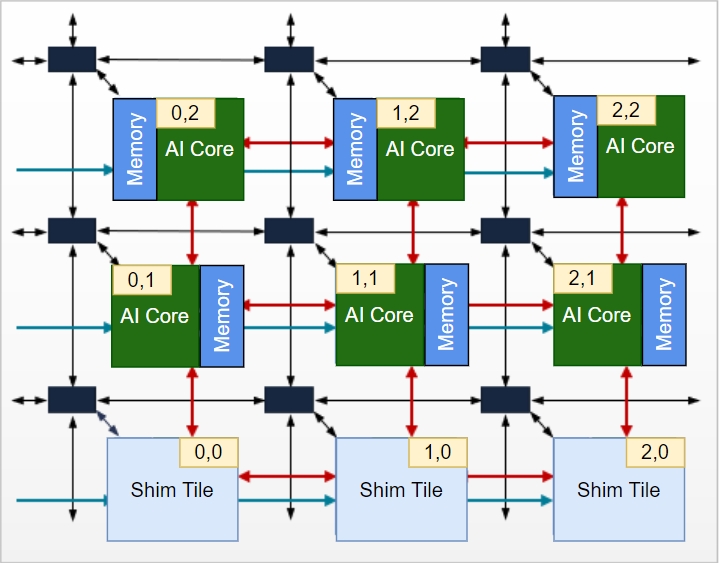 0,2
Memory
AI Core
1,2
Memory
AI Core
2,2
Memory
AI Core
0,1
AI Core
Memory
1,1
AI Core
Memory
2,1
AI Core
Memory
0,0
Shim Tile
1,0
Shim Tile
2,0
Shim Tile